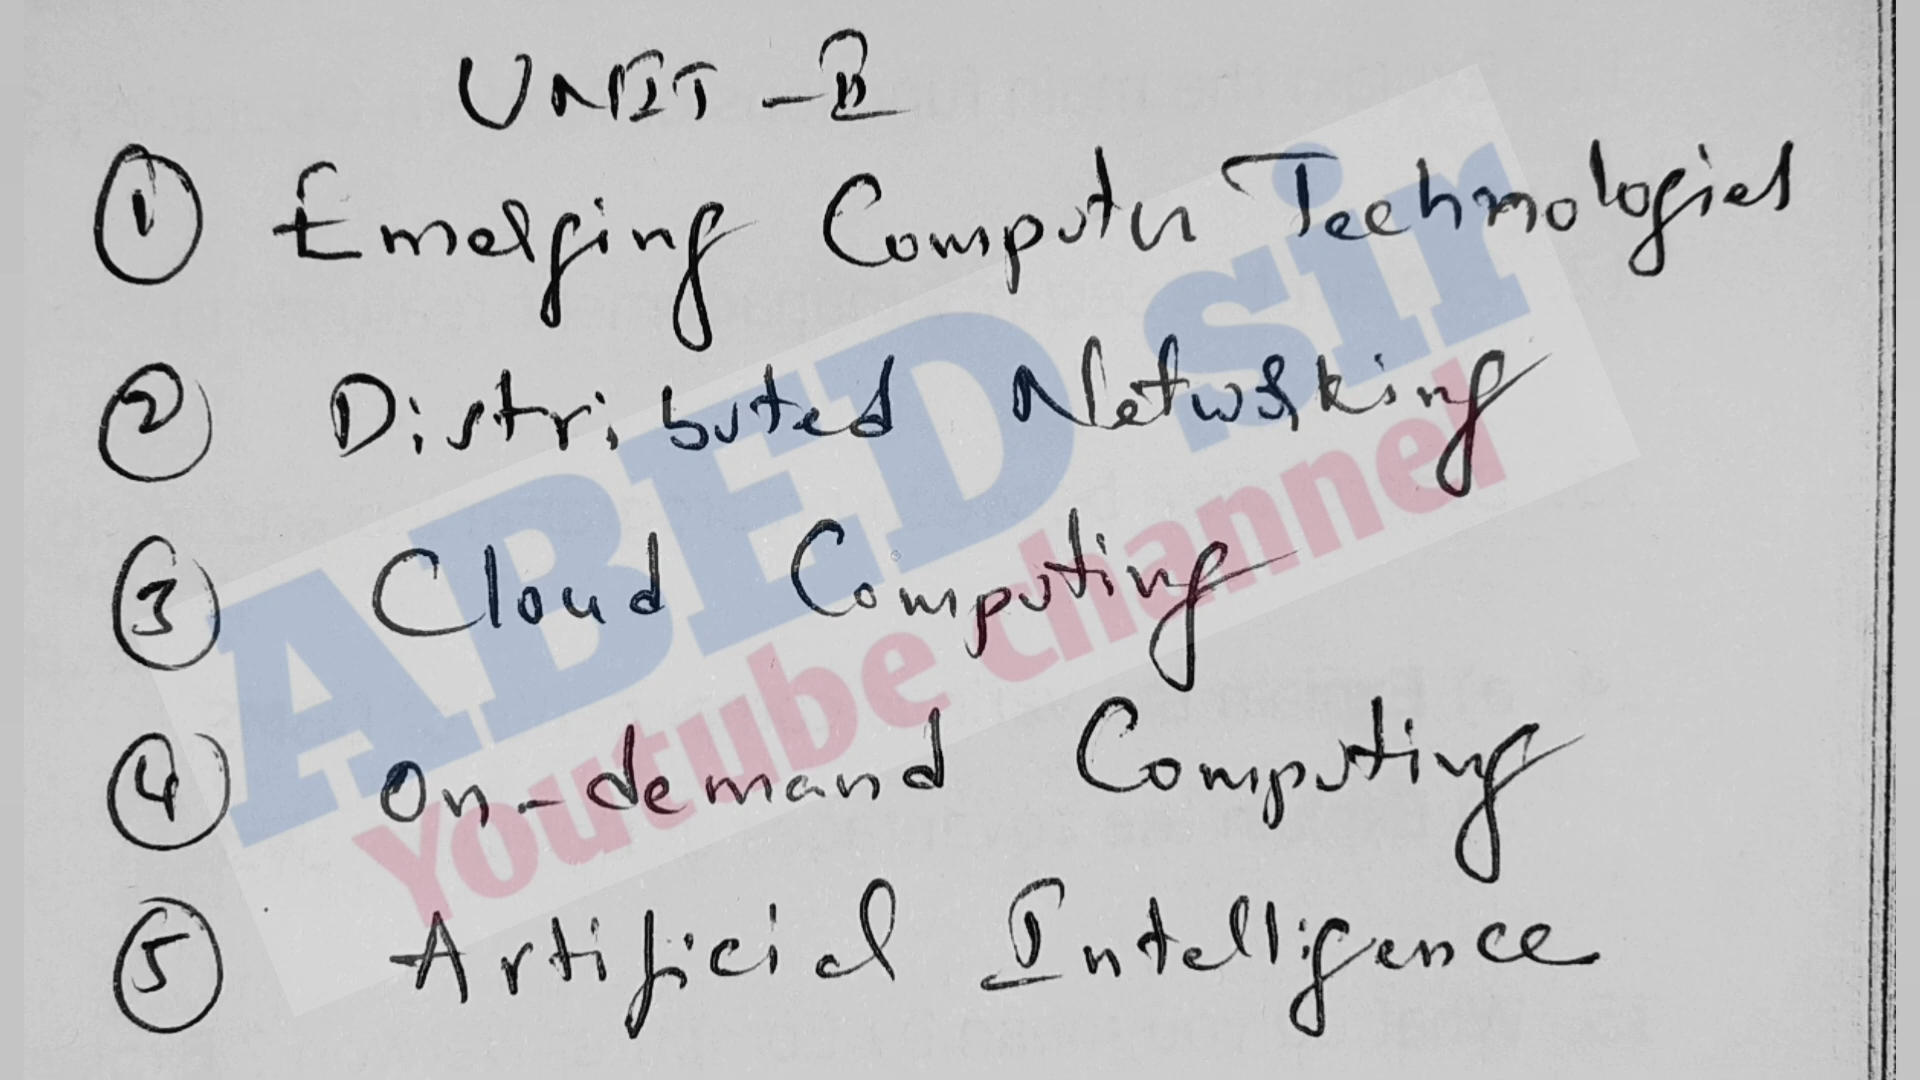 UNIT - II
① Emerging Computer Technologies
② Distributed Networking
③ Cloud Computing
④ On-demand Computing
⑤ Artificial Intelligence
ABED sir
Youtube channel